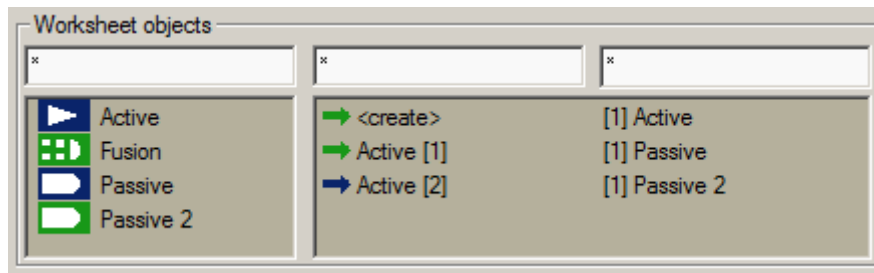 Worksheet objects
* * *
Active <create> [1] Active
Fusion Active [1] [1] Passive
Passive Active [2] [1] Passive 2
Passive 2